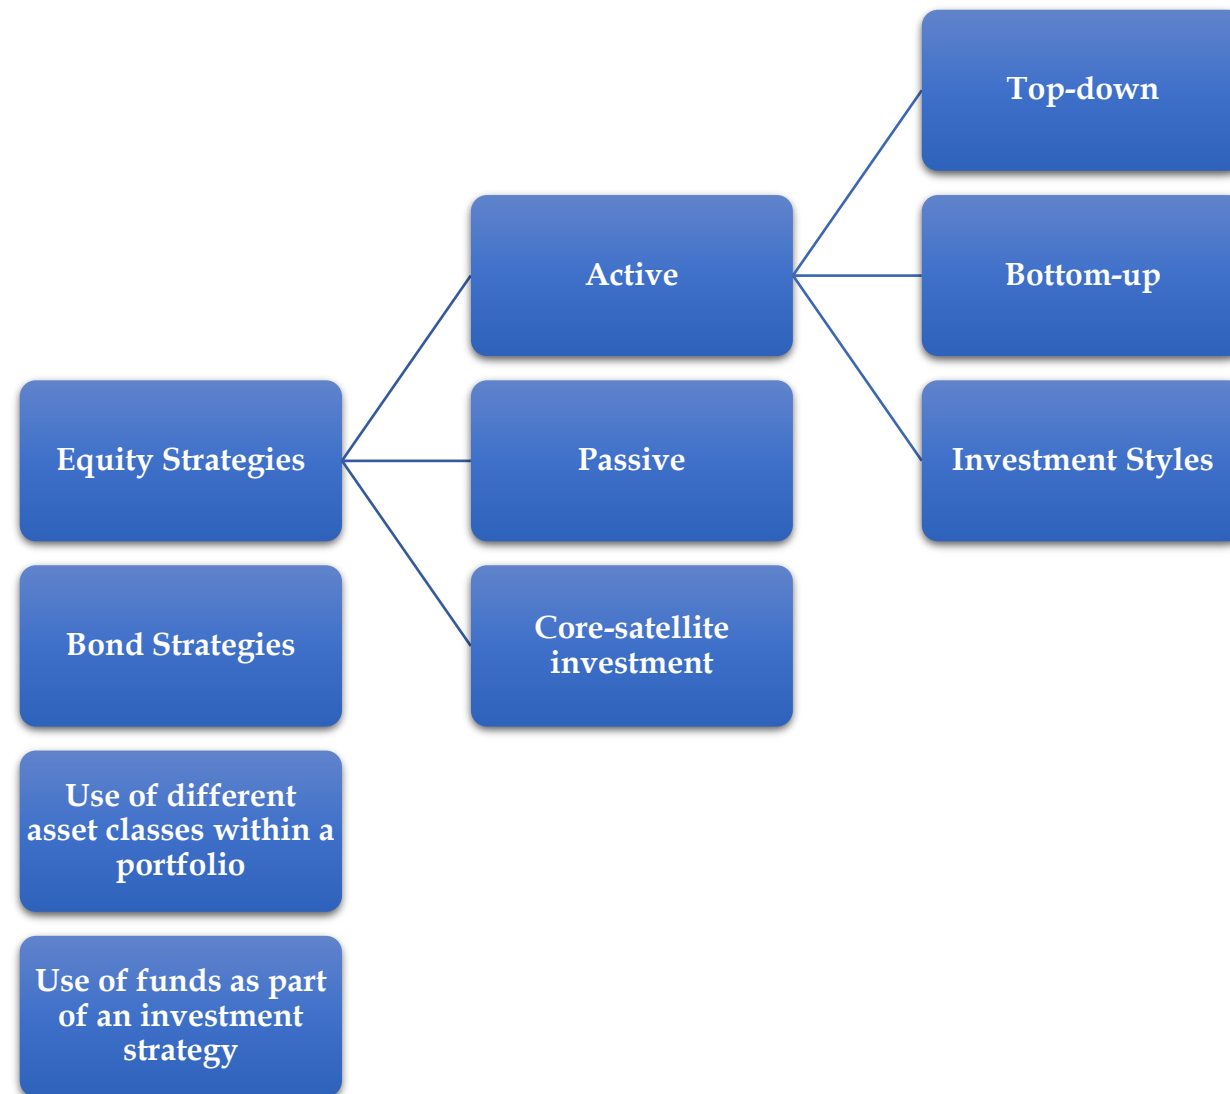 Top-down
Active
Bottom-up
Equity Strategies
Passive
Investment Styles
Bond Strategies
Core-satellite
investment
Use of different
asset classes within a
portfolio
Use of funds as part
of an investment
strategy